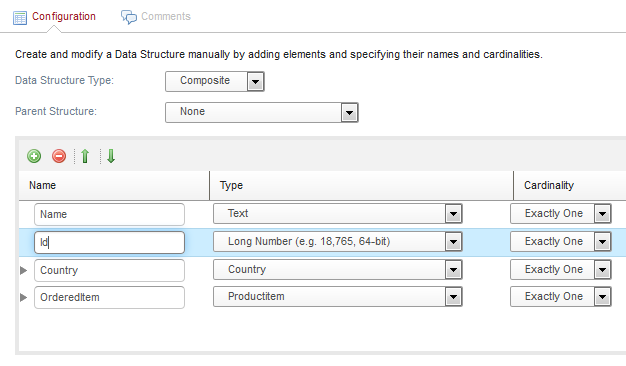 Configuration Comments
Create and modify a Data Structure manually by adding elements and specifying their names and cardinalities.
Data Structure Type: Composite
Parent Structure: None
Name Type Cardinality
Name Text Exactly One
Id Long Number (e.g. 18,765, 64-bit) Exactly One
Country Country Exactly One
OrderedItem Productitem Exactly One